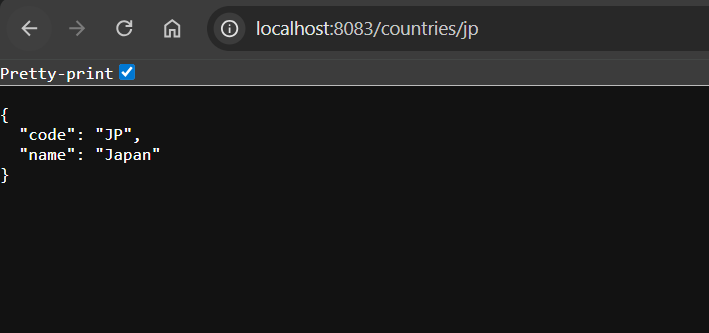 localhost:8083/countries/jp
Pretty-print
{
  "code": "JP",
  "name": "Japan"
}